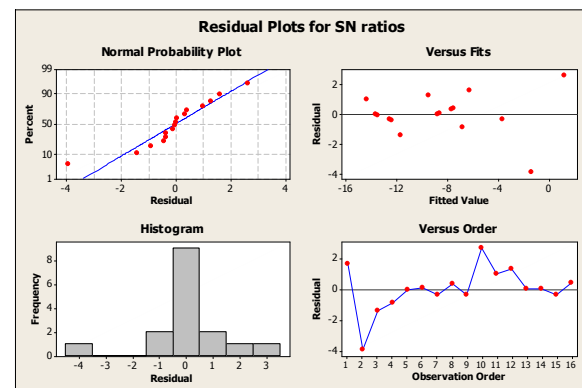 Residual Plots for SN ratios
Normal Probability Plot
99
90
50
10
1
Percent
-4 -2 0 2 4
Residual
Versus Fits
2
0
-2
-4
Residual
-16 -12 -8 -4 0
Fitted Value
Histogram
8
6
4
2
0
Frequency
-4 -3 -2 -1 0 1 2 3
Residual
Versus Order
2
0
-2
-4
Residual
1 2 3 4 5 6 7 8 9 10 11 12 13 14 15 16
Observation Order